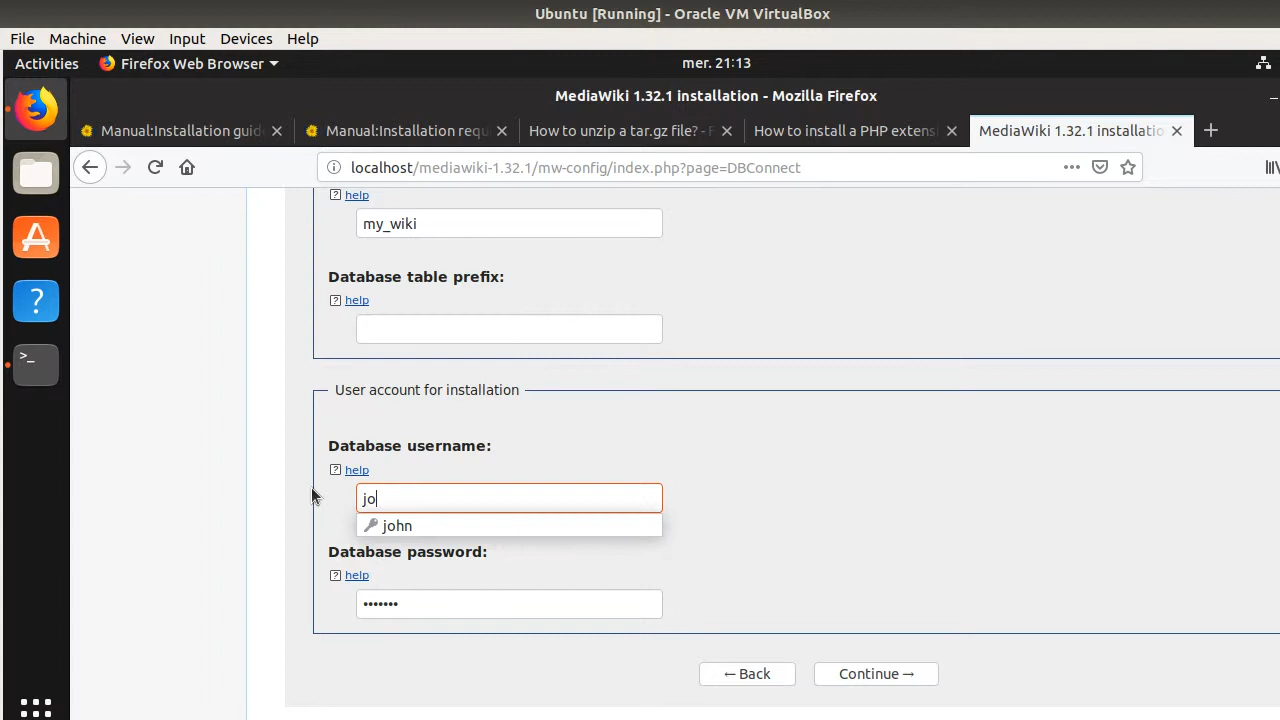 Ubuntu [Running] - Oracle VM VirtualBox
File Machine View Input Devices Help
Activities Firefox Web Browser mer. 21:13
MediaWiki 1.32.1 installation - Mozilla Firefox
Manual:Installation guid Manual:Installation requ How to unzip a tar.gz file? - F How to install a PHP extens MediaWiki 1.32.1 installatio
localhost/mediawiki-1.32.1/mw-config/index.php?page=DBConnect
? help
my_wiki
Database table prefix:
? help
User account for installation
Database username:
? help
jo
john
Database password:
? help
•••••••
← Back Continue →